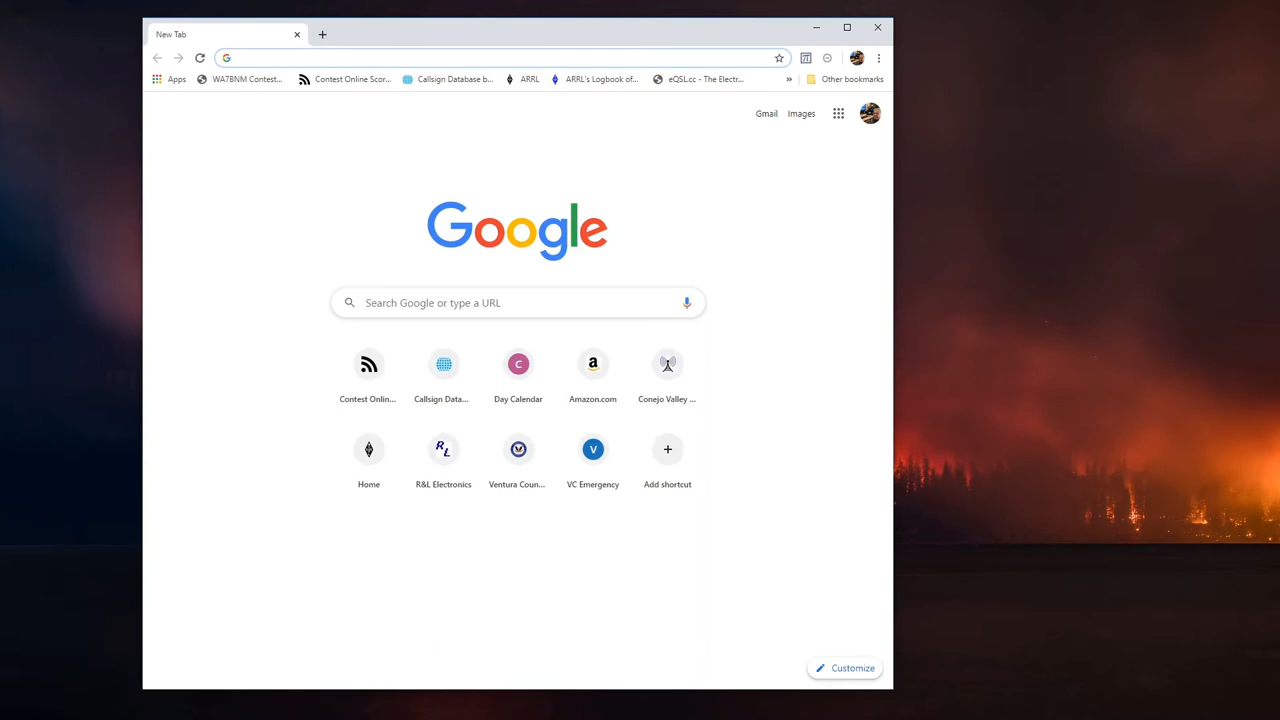 New Tab
Apps WA7BNM Contest... Contest Online Scor... Callsign Database b... ARRL ARRL's Logbook of... eQSL.cc - The Electr... » Other bookmarks
Gmail Images
Google
Search Google or type a URL
C a
Contest Onlin... Callsign Data... Day Calendar Amazon.com Conejo Valley ...
RL V
Home R&L Electronics Ventura Coun... VC Emergency Add shortcut
Customize